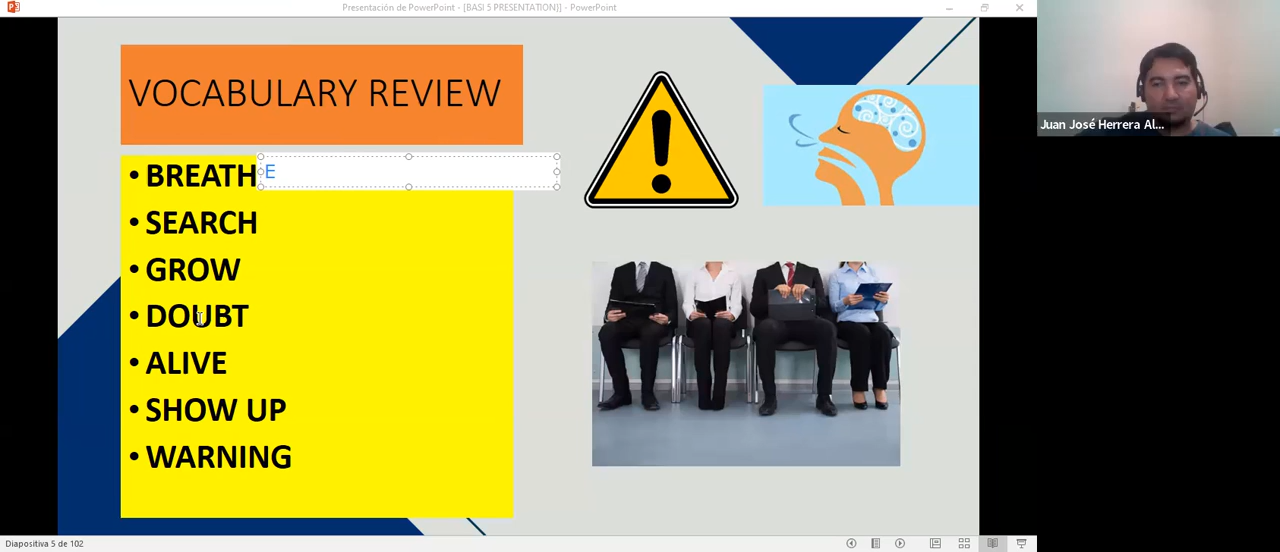 Presentación de PowerPoint - [BASI 5 PRESENTATION)] - PowerPoint
VOCABULARY REVIEW
• BREATH E
• SEARCH
• GROW
• DOUBT
• ALIVE
• SHOW UP
• WARNING
Juan José Herrera Al...
Diapositiva 5 de 102